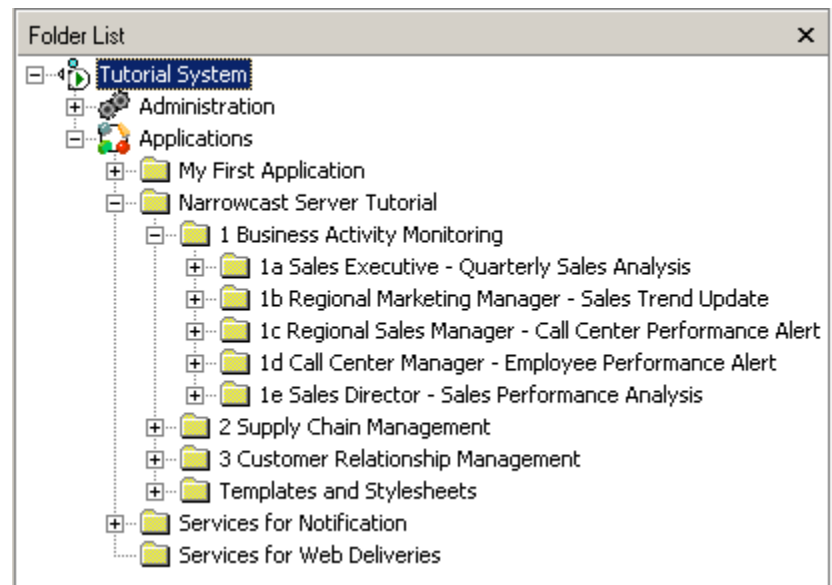 Folder List
Tutorial System
Administration
Applications
My First Application
Narrowcast Server Tutorial
1 Business Activity Monitoring
1a Sales Executive - Quarterly Sales Analysis
1b Regional Marketing Manager - Sales Trend Update
1c Regional Sales Manager - Call Center Performance Alert
1d Call Center Manager - Employee Performance Alert
1e Sales Director - Sales Performance Analysis
2 Supply Chain Management
3 Customer Relationship Management
Templates and Stylesheets
Services for Notification
Services for Web Deliveries